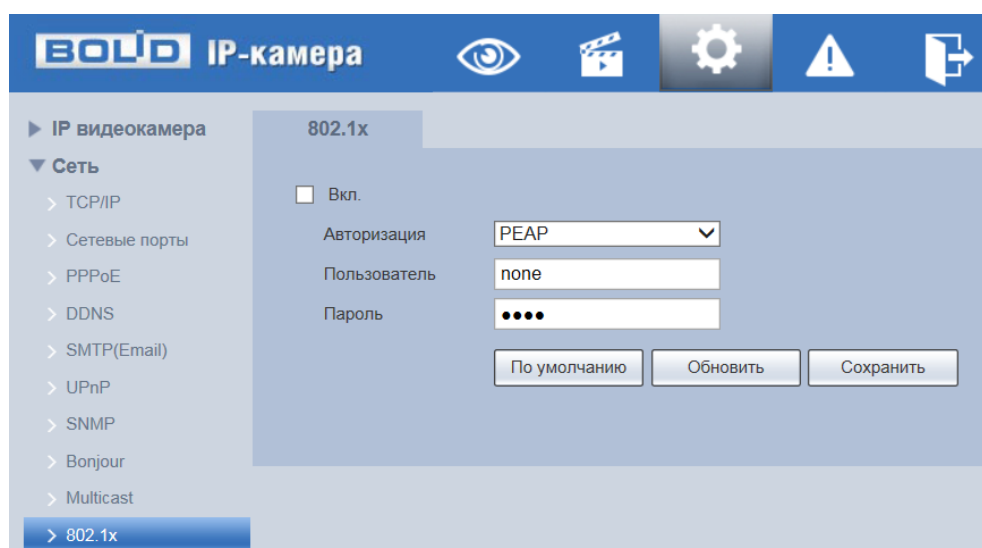 BOLID IP-камера
IP видеокамера
Сеть
TCP/IP
Сетевые порты
PPPoE
DDNS
SMTP(Email)
UPnP
SNMP
Bonjour
Multicast
802.1x
802.1x
Вкл.
Авторизация PEAP
Пользователь none
Пароль ••••
По умолчанию Обновить Сохранить